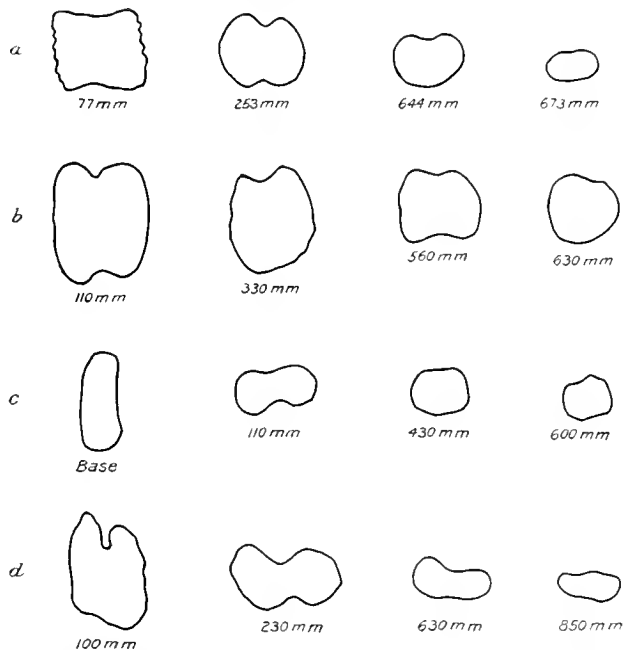 a
77 mm 253 mm 644 mm 673 mm
b
110 mm 330 mm 560 mm 630 mm
c
Base 110 mm 430 mm 600 mm
d
100 mm 230 mm 630 mm 850 mm